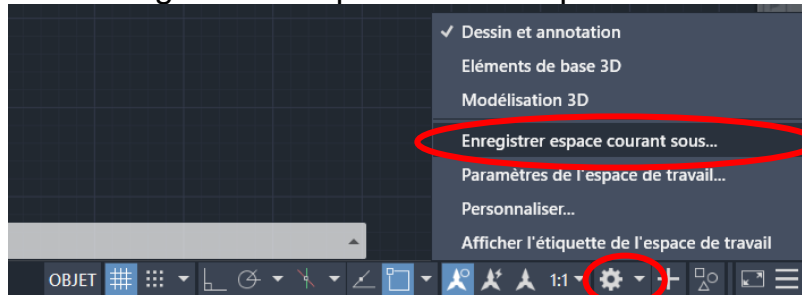 ✓ Dessin et annotation
Eléments de base 3D
Modélisation 3D
Enregistrer espace courant sous...
Paramètres de l'espace de travail...
Personnaliser...
Afficher l'étiquette de l'espace de travail
OBJET 1:1